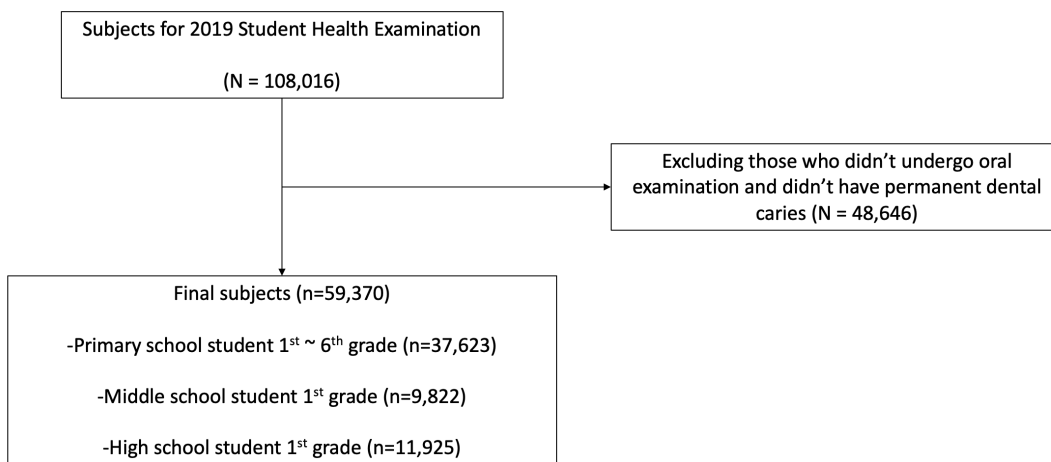 Subjects for 2019 Student Health Examination
(N = 108,016)
Excluding those who didn’t undergo oral
examination and didn’t have permanent dental
caries (N = 48,646)
Final subjects (n=59,370)
-Primary school student 1st ~ 6th grade (n=37,623)
-Middle school student 1st grade (n=9,822)
-High school student 1st grade (n=11,925)